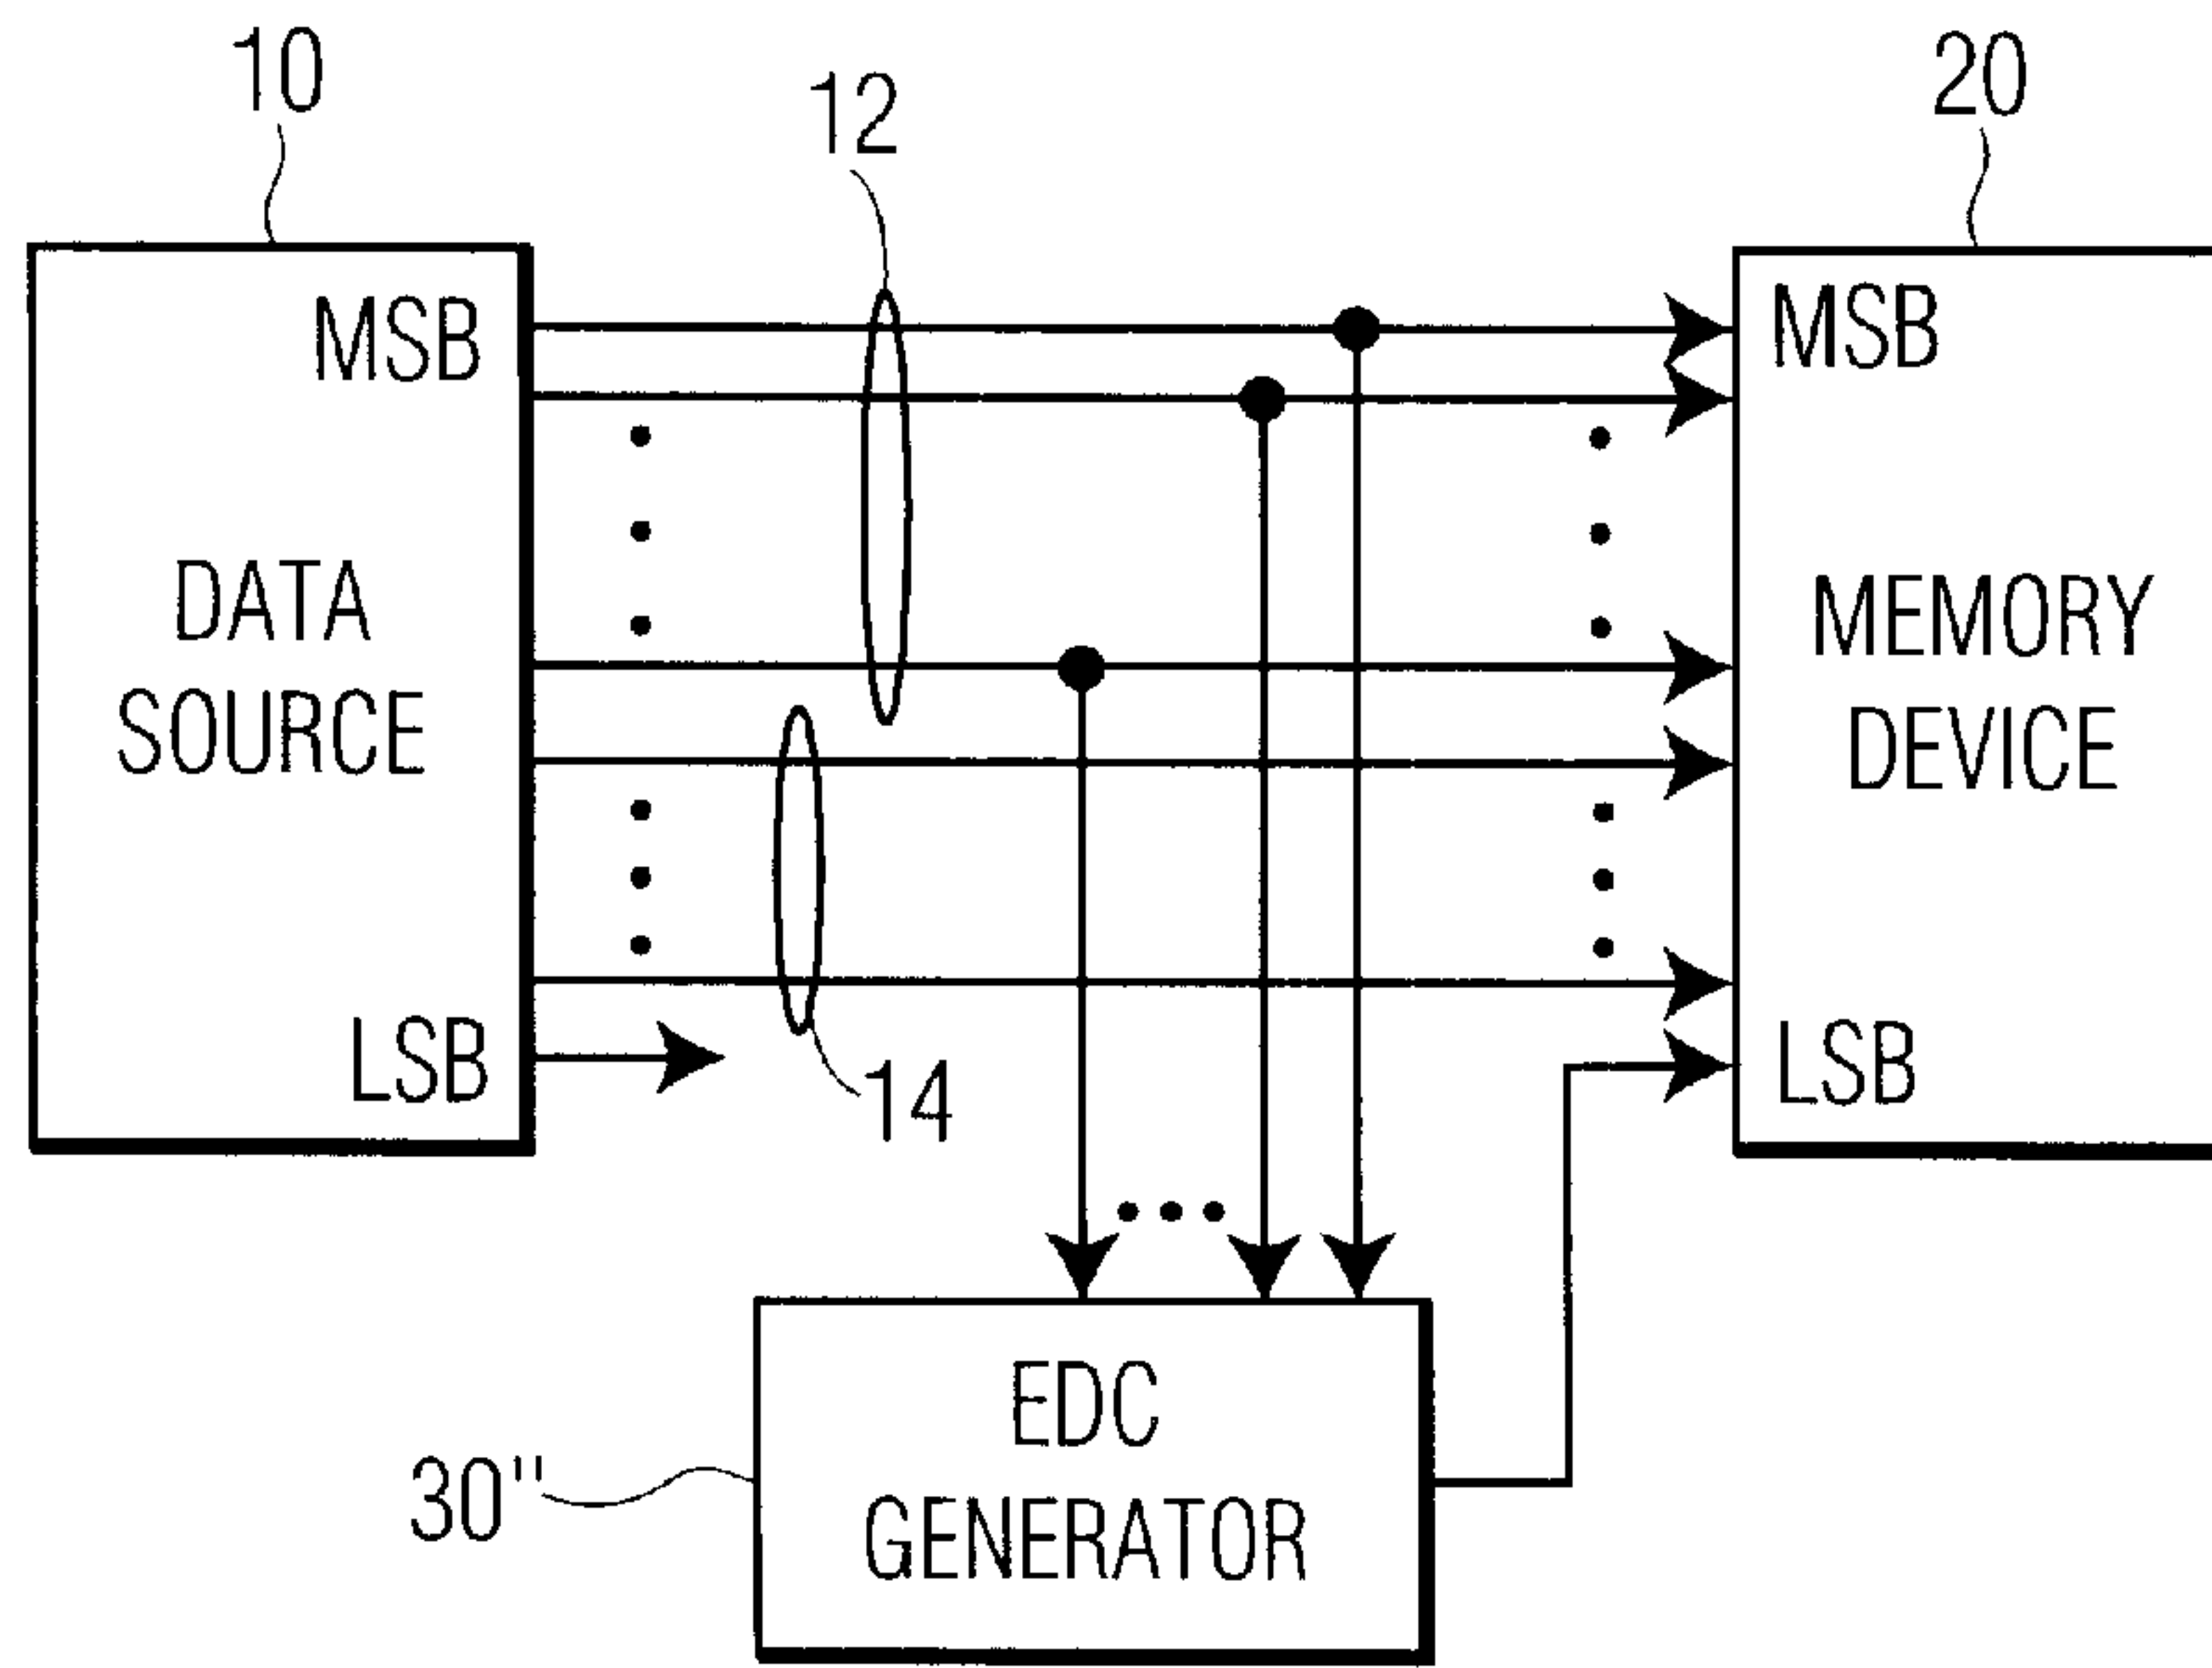 10
12
20
MSB
MSB
DATA
SOURCE
MEMORY
DEVICE
LSB
LSB
14
EDC
GENERATOR
30"